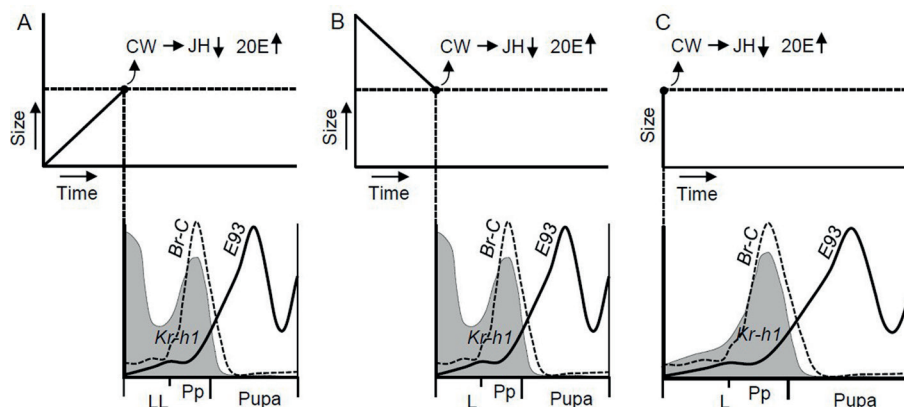 A
CW → JH ↓ 20E ↑
Size
Time
Br-C
E93
Kr-h1
LL
Pp
Pupa
B
CW → JH ↓ 20E ↑
Size
Time
Br-C
E93
Kr-h1
L
Pp
Pupa
C
CW → JH ↓ 20E ↑
Size
Time
Br-C
E93
Kr-h1
L
Pp
Pupa